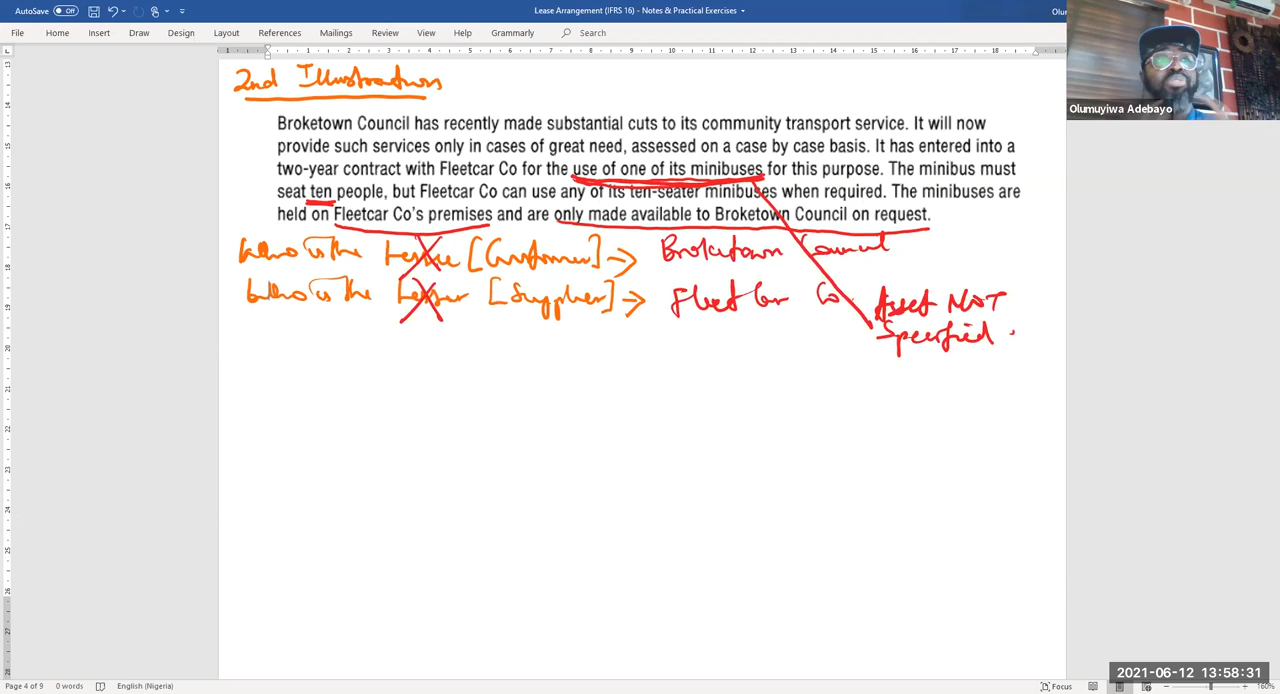 AutoSave Off
Lease Arrangement (IFRS 16) - Notes & Practical Exercises
Olu
File Home Insert Draw Design Layout References Mailings Review View Help Grammarly Search
Olumuyiwa Adebayo
2nd Illustration
Broketown Council has recently made substantial cuts to its community transport service. It will now
provide such services only in cases of great need, assessed on a case by case basis. It has entered into a
two-year contract with Fleetcar Co for the use of one of its minibuses for this purpose. The minibus must
seat ten people, but Fleetcar Co can use any of its ten-seater minibuses when required. The minibuses are
held on Fleetcar Co's premises and are only made available to Broketown Council on request.
Who is the Lessee [Customer] → Broketown Council
Who is the Lessor [Supplier] → Fleet Car Co
Asset NOT
Specified.
2021-06-12 13:58:31
Page 4 of 9 0 words English (Nigeria) Focus 160%